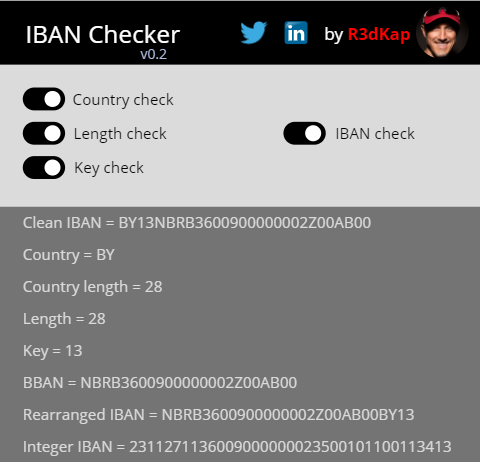 IBAN Checker
v0.2
in
by R3dKap
Country check
Length check
IBAN check
Key check
Clean IBAN = BY13NBRB3600900000002Z00AB00
Country = BY
Country length = 28
Length = 28
Key = 13
BBAN = NBRB3600900000002Z00AB00
Rearranged IBAN = NBRB3600900000002Z00AB00BY13
Integer IBAN = 2311271136009000000023500101100113413